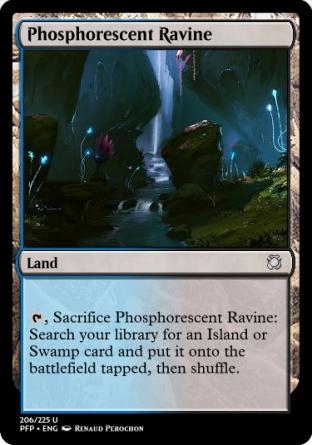 Phosphorescent Ravine
Land
, Sacrifice Phosphorescent Ravine:
Search your library for an Island or
Swamp card and put it onto the
battlefield tapped, then shuffle.
206/225 U
PFP • ENG Renaud Perochon